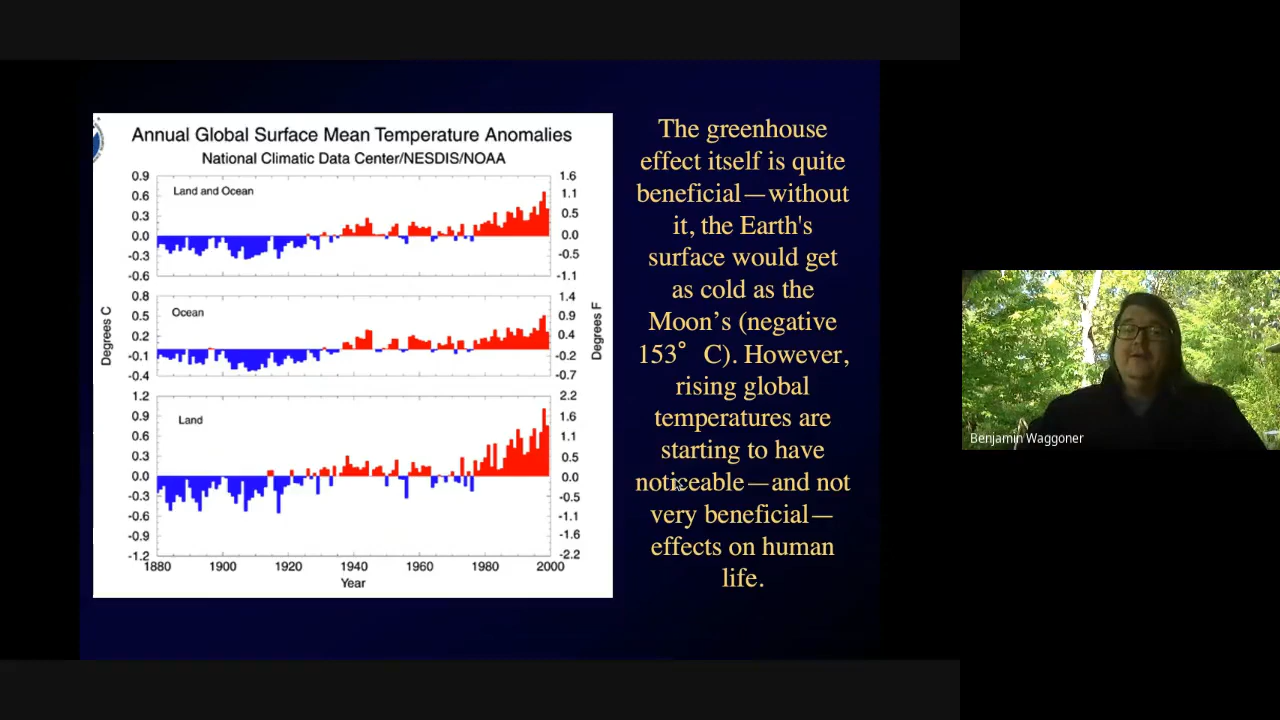 Annual Global Surface Mean Temperature Anomalies
National Climatic Data Center/NESDIS/NOAA
Land and Ocean
0.9
0.6
0.3
0.0
-0.3
-0.6
1.6
1.1
0.5
0.0
-0.5
-1.1
Ocean
0.8
0.5
0.2
-0.1
-0.4
1.4
0.9
0.4
-0.2
-0.7
Land
1.2
0.9
0.6
0.3
0.0
-0.3
-0.6
-0.9
-1.2
2.2
1.6
1.1
0.5
0.0
-0.5
-1.1
-1.6
-2.2
Degrees C
Degrees F
1880 1900 1920 1940 1960 1980 2000
Year
The greenhouse
effect itself is quite
beneficial—without
it, the Earth's
surface would get
as cold as the
Moon’s (negative
153° C). However,
rising global
temperatures are
starting to have
noticeable—and not
very beneficial—
effects on human
life.
Benjamin Waggoner